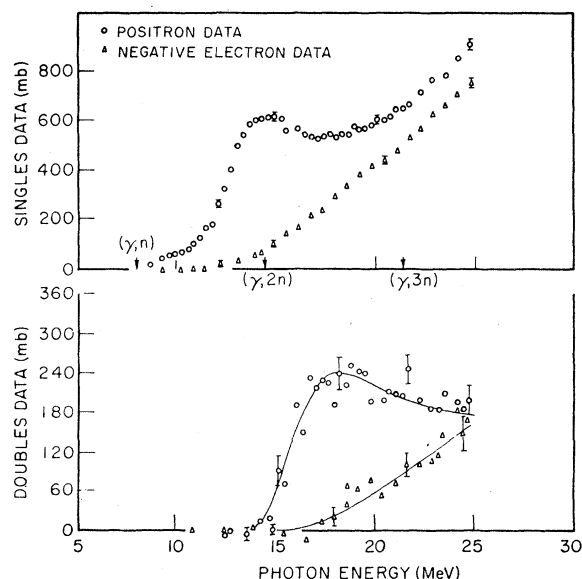 ○ POSITRON DATA
△ NEGATIVE ELECTRON DATA
SINGLES DATA (mb)
800
600
400
200
0
(γ,n)
(γ,2n)
(γ,3n)
DOUBLES DATA (mb)
360
300
240
180
120
60
0
5
10
15
20
25
30
PHOTON ENERGY (MeV)